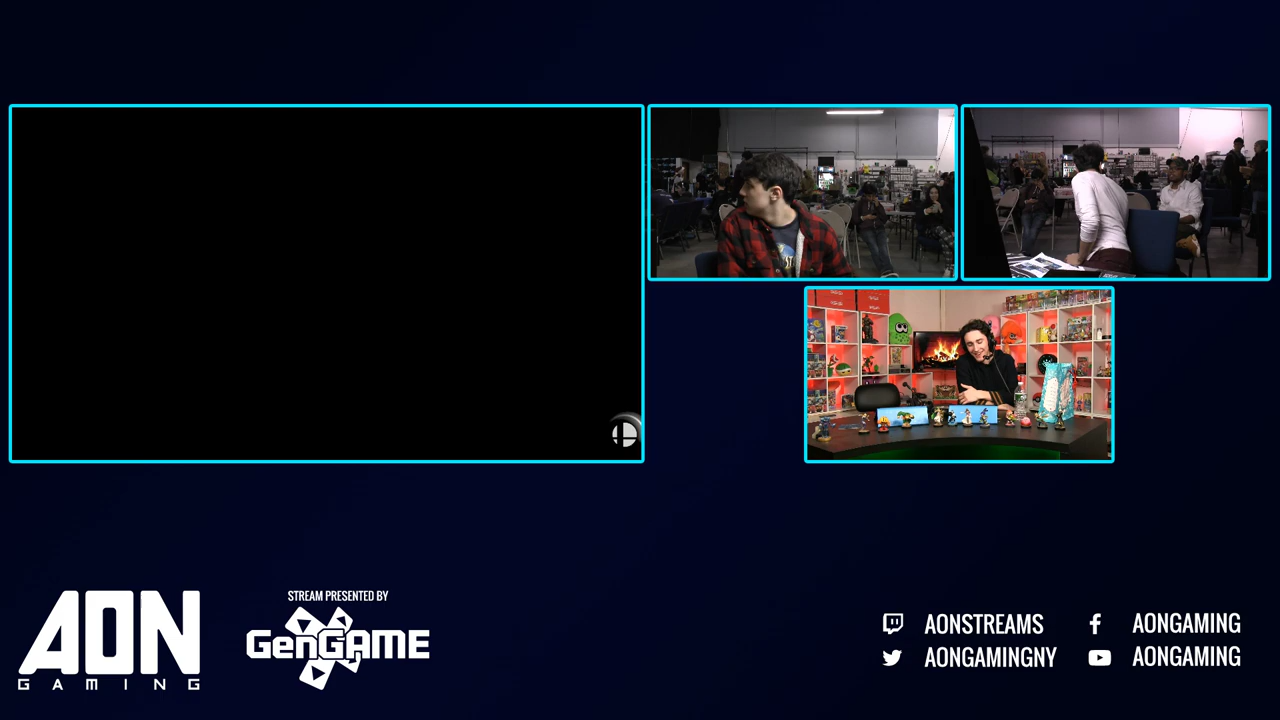 AON
GAMING
STREAM PRESENTED BY
GENGAME
AONSTREAMS
AONGAMING
AONGAMINGNY
AONGAMING